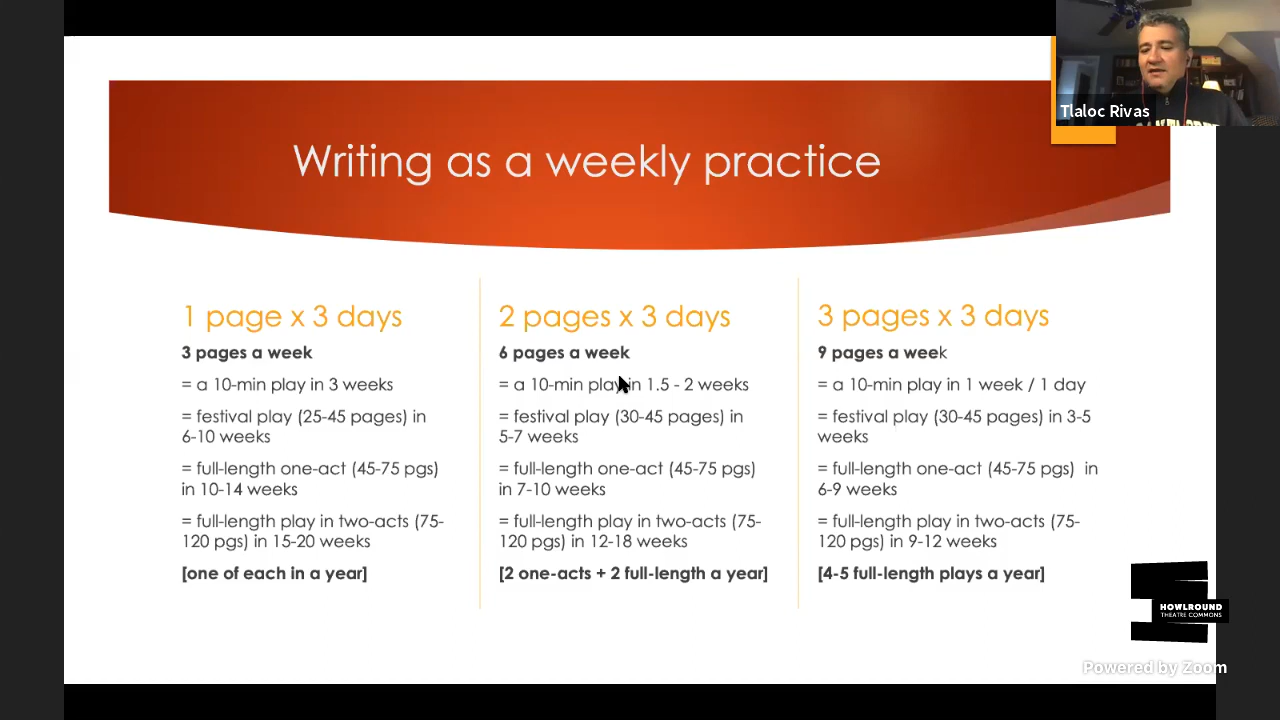 Tlaloc Rivas
Writing as a weekly practice
1 page x 3 days
3 pages a week
= a 10-min play in 3 weeks
= festival play (25-45 pages) in
6-10 weeks
= full-length one-act (45-75 pgs)
in 10-14 weeks
= full-length play in two-acts (75-
120 pgs) in 15-20 weeks
[one of each in a year]
2 pages x 3 days
6 pages a week
= a 10-min play in 1.5 - 2 weeks
= festival play (30-45 pages) in
5-7 weeks
= full-length one-act (45-75 pgs)
in 7-10 weeks
= full-length play in two-acts (75-
120 pgs) in 12-18 weeks
[2 one-acts + 2 full-length a year]
3 pages x 3 days
9 pages a week
= a 10-min play in 1 week / 1 day
= festival play (30-45 pages) in 3-5
weeks
= full-length one-act (45-75 pgs)  in
6-9 weeks
= full-length play in two-acts (75-
120 pgs) in 9-12 weeks
[4-5 full-length plays a year]
HOWLROUND
THEATRE COMMONS
Powered by Zoom